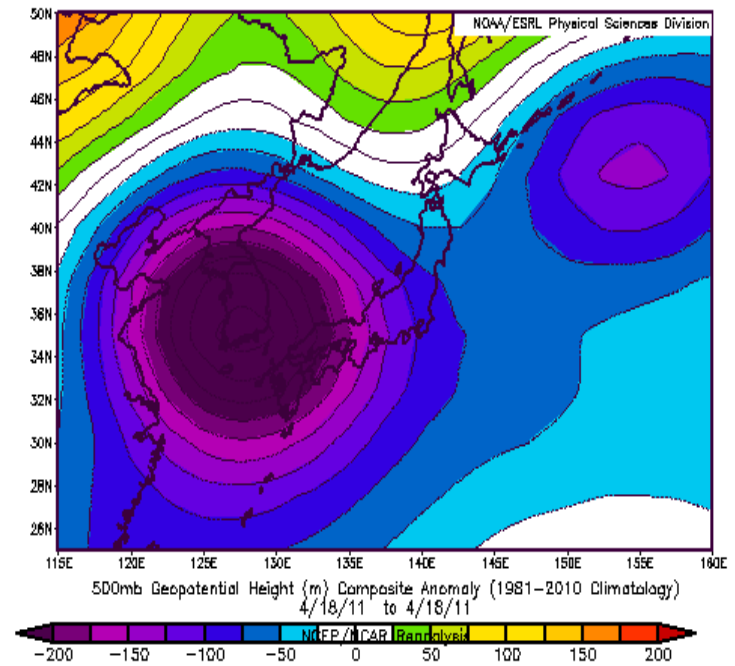 NOAA/ESRL Physical Sciences Division
50N
48N
46N
44N
42N
40N
38N
36N
34N
32N
30N
28N
26N
115E 120E 125E 130E 135E 140E 145E 150E 155E 160E
500mb Geopotential Height (m) Composite Anomaly (1981-2010 Climatology)
4/18/11 to 4/18/11
NCEP/NCAR Reanalysis
-200 -150 -100 -50 0 50 100 150 200